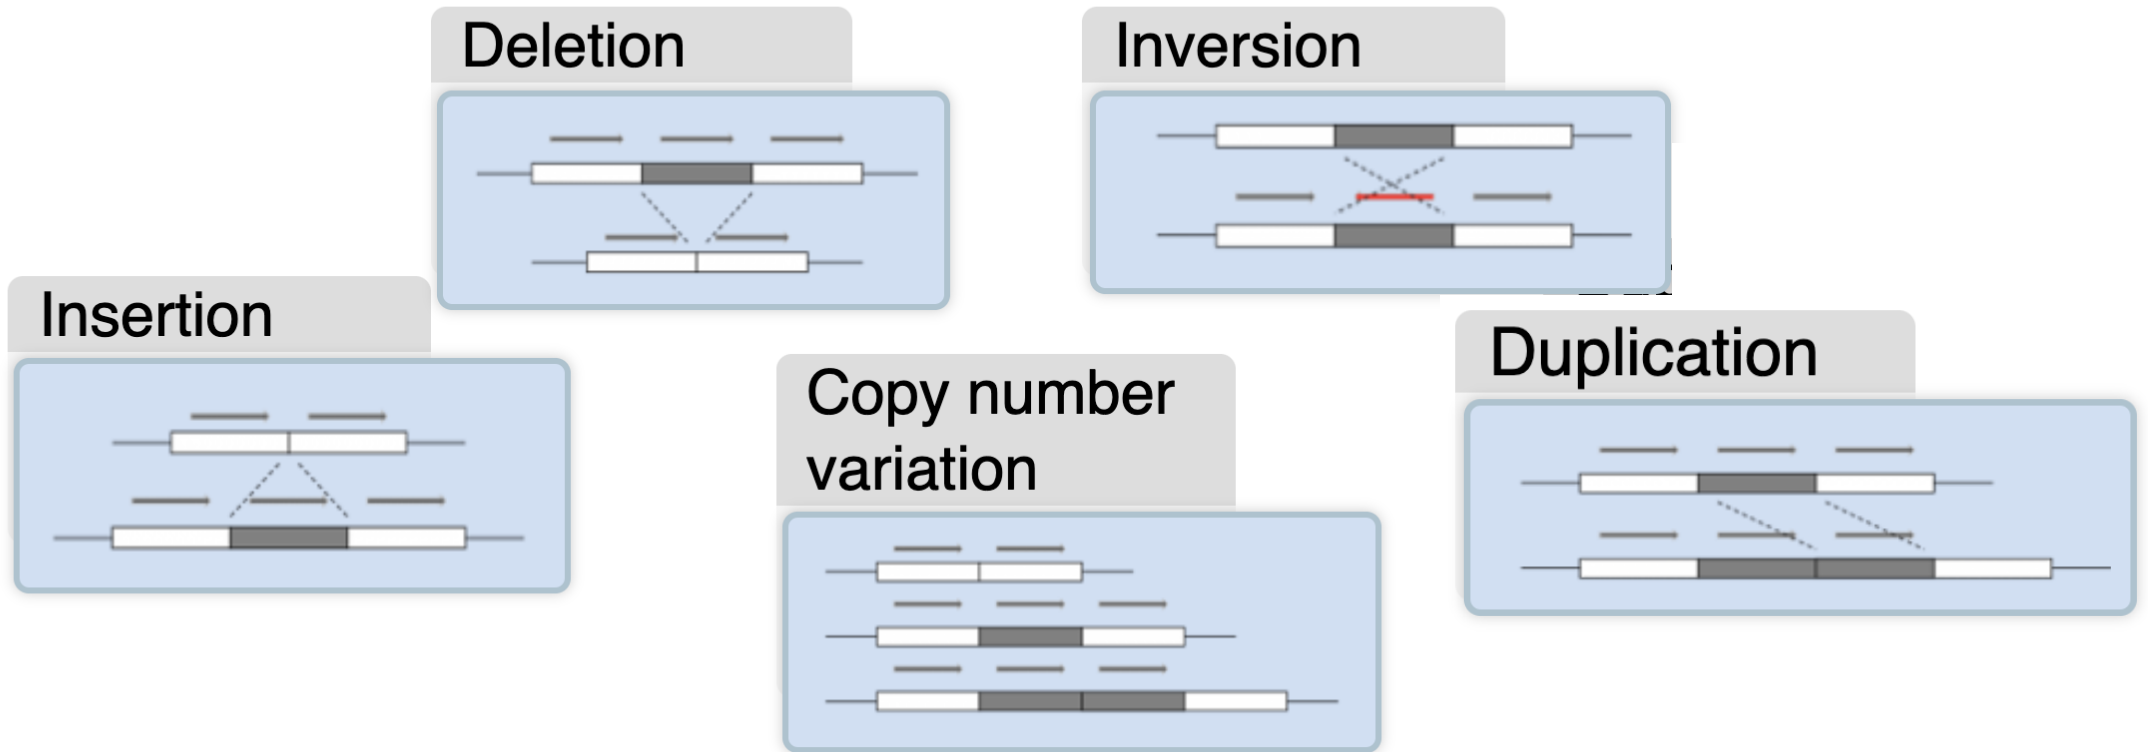 Deletion
Inversion
Insertion
Duplication
Copy number
variation